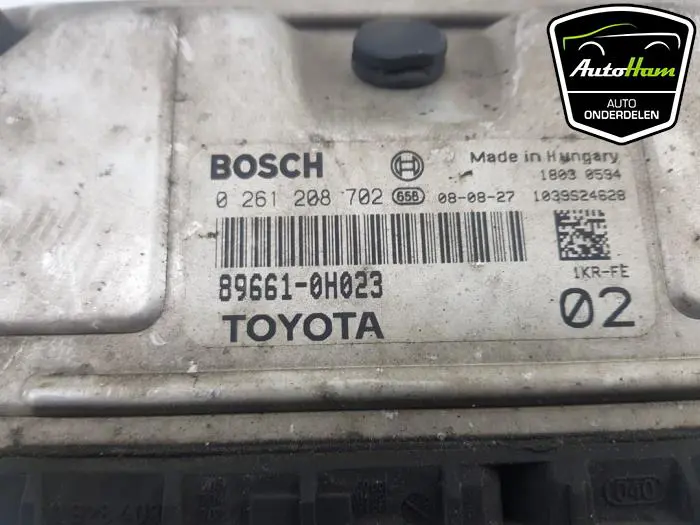 AutoHam
AUTO
ONDERDELEN
BOSCH Made in Hungary
1803 0594
0 261 208 702 658 08-08-27 1039S24628
89661-0H023
1KR-FE
TOYOTA 02